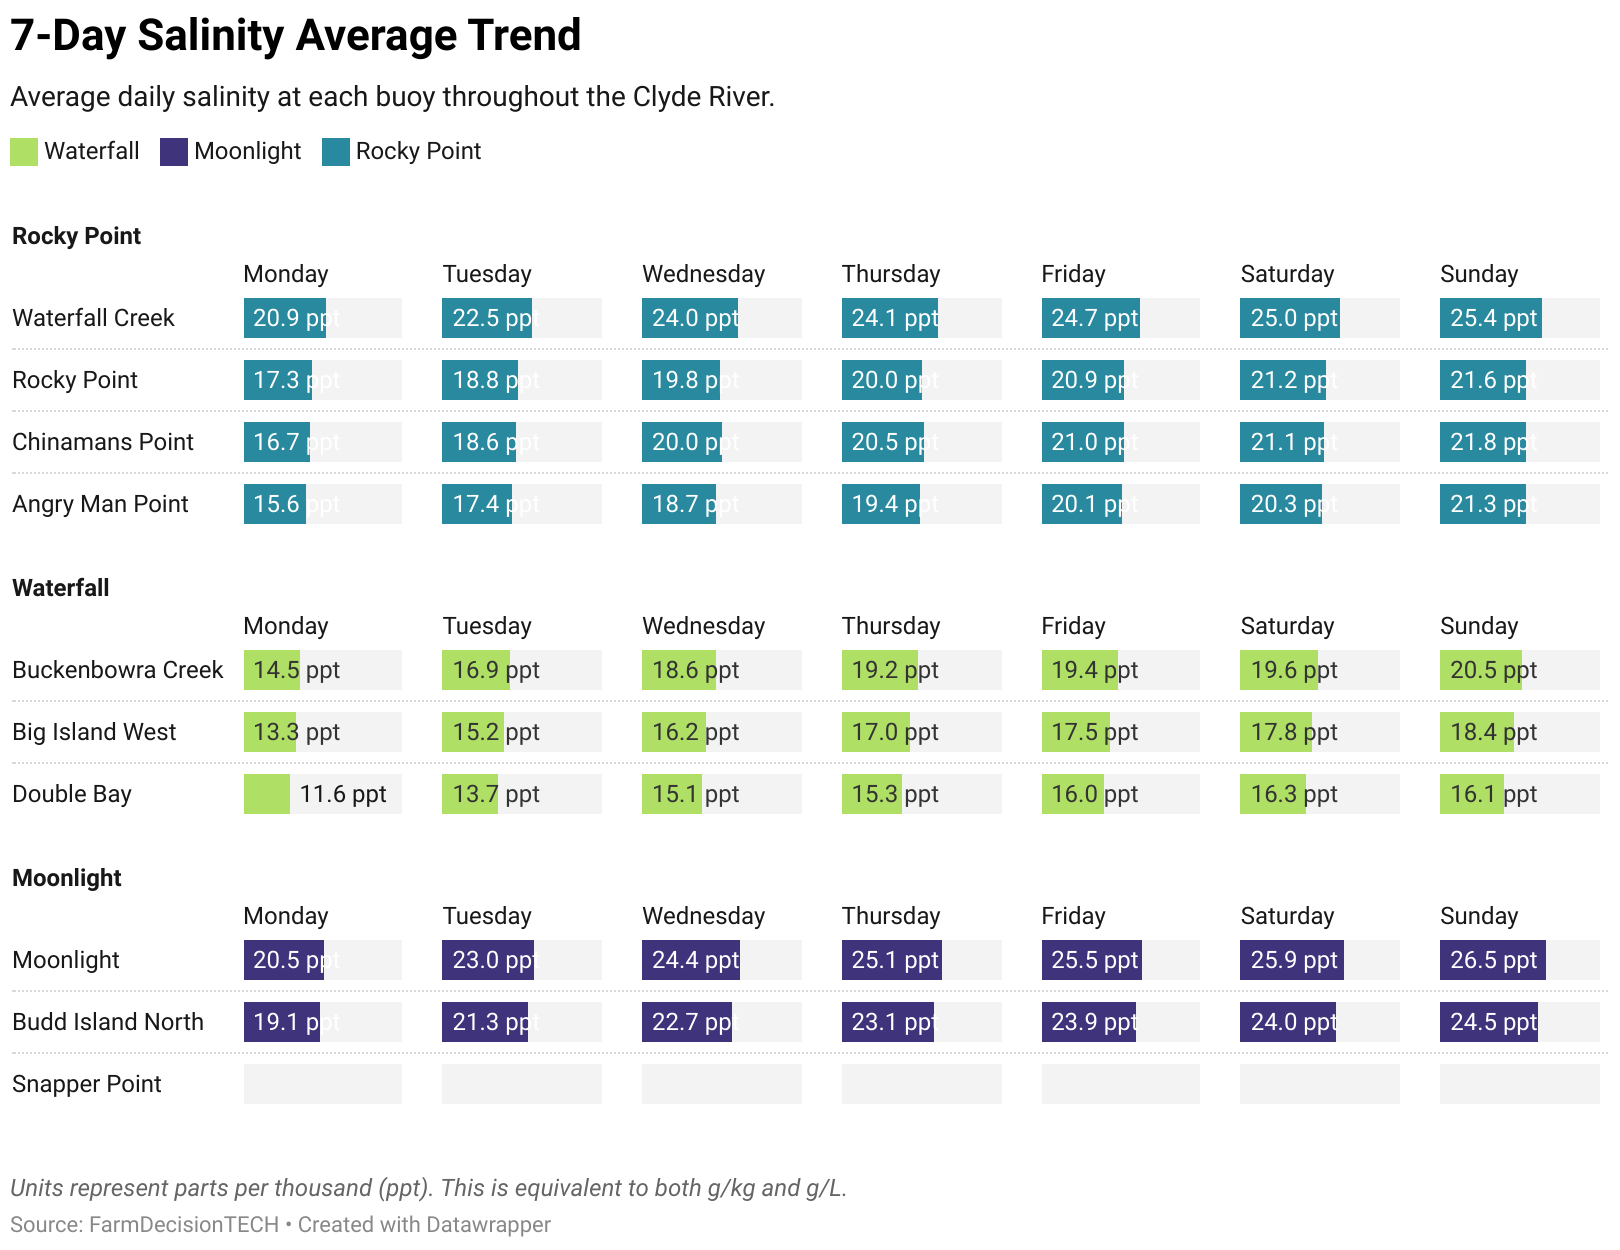 7-Day Salinity Average Trend
Average daily salinity at each buoy throughout the Clyde River.
Waterfall Moonlight Rocky Point
Rocky Point
Monday Tuesday Wednesday Thursday Friday Saturday Sunday
Waterfall Creek 20.9 ppt 22.5 ppt 24.0 ppt 24.1 ppt 24.7 ppt 25.0 ppt 25.4 ppt
Rocky Point 17.3 ppt 18.8 ppt 19.8 ppt 20.0 ppt 20.9 ppt 21.2 ppt 21.6 ppt
Chinamans Point 16.7 ppt 18.6 ppt 20.0 ppt 20.5 ppt 21.0 ppt 21.1 ppt 21.8 ppt
Angry Man Point 15.6 ppt 17.4 ppt 18.7 ppt 19.4 ppt 20.1 ppt 20.3 ppt 21.3 ppt
Waterfall
Monday Tuesday Wednesday Thursday Friday Saturday Sunday
Buckenbowra Creek 14.5 ppt 16.9 ppt 18.6 ppt 19.2 ppt 19.4 ppt 19.6 ppt 20.5 ppt
Big Island West 13.3 ppt 15.2 ppt 16.2 ppt 17.0 ppt 17.5 ppt 17.8 ppt 18.4 ppt
Double Bay 11.6 ppt 13.7 ppt 15.1 ppt 15.3 ppt 16.0 ppt 16.3 ppt 16.1 ppt
Moonlight
Monday Tuesday Wednesday Thursday Friday Saturday Sunday
Moonlight 20.5 ppt 23.0 ppt 24.4 ppt 25.1 ppt 25.5 ppt 25.9 ppt 26.5 ppt
Budd Island North 19.1 ppt 21.3 ppt 22.7 ppt 23.1 ppt 23.9 ppt 24.0 ppt 24.5 ppt
Snapper Point
Units represent parts per thousand (ppt). This is equivalent to both g/kg and g/L.
Source: FarmDecisionTECH • Created with Datawrapper